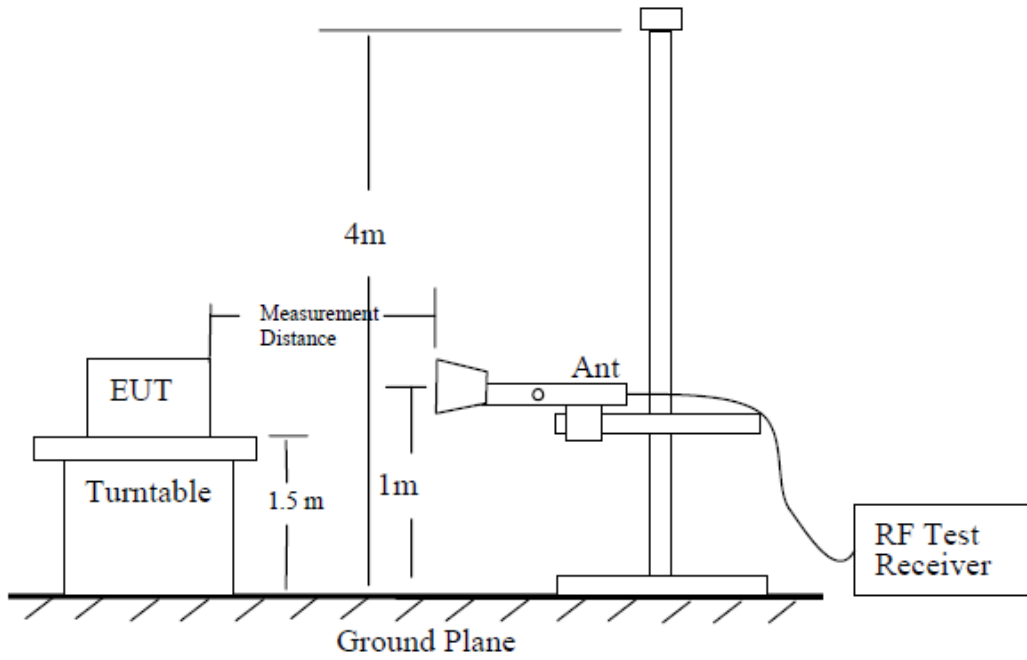 4m
Measurement
Distance
EUT
Ant
Turntable
1.5 m
1m
RF Test
Receiver
Ground Plane